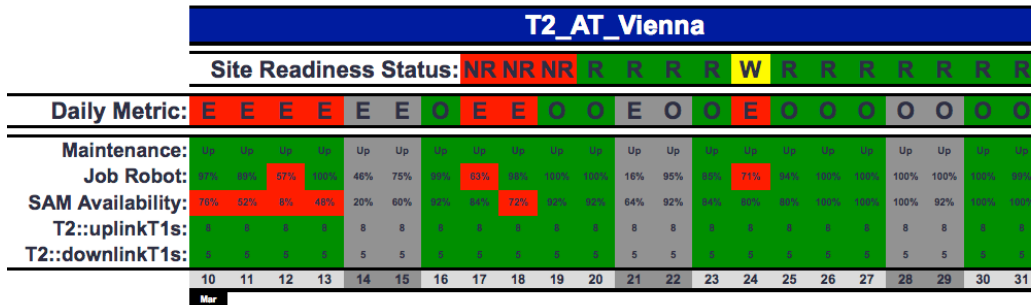 T2_AT_Vienna
Site Readiness Status: NR NR NR R R R R W R R R R R R R
Daily Metric: E E E E E E O E E O O E O O E O O O O O O O
Maintenance: Up Up Up Up Up Up Up Up Up Up Up Up Up Up Up Up Up Up Up Up Up Up
Job Robot: 97% 89% 57% 100% 46% 75% 99% 63% 98% 100% 100% 16% 95% 85% 71% 94% 100% 100% 100% 100% 100% 99%
SAM Availability: 76% 52% 8% 48% 20% 60% 92% 84% 72% 92% 92% 64% 92% 84% 80% 80% 100% 100% 100% 92% 100% 100%
T2::uplinkT1s: 8 8 8 8 8 8 8 8 8 8 8 8 8 8 8 8 8 8 8 8 8 8
T2::downlinkT1s: 5 5 5 5 5 5 5 5 5 5 5 5 5 5 5 5 5 5 5 5 5 5
10 11 12 13 14 15 16 17 18 19 20 21 22 23 24 25 26 27 28 29 30 31
Mar